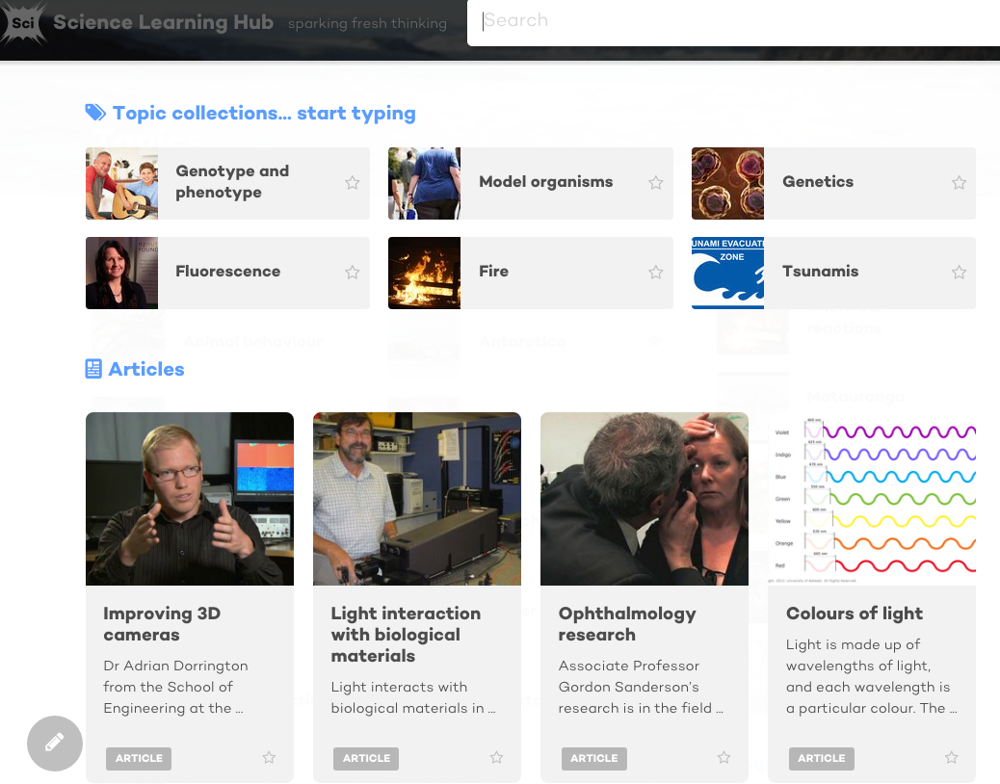 Sci Science Learning Hub sparking fresh thinking
Search
Topic collections... start typing
Genotype and
phenotype
Model organisms
Genetics
Fluorescence
Fire
UNAMI EVACUATI
ZONE
Tsunamis
reactions
Animal behaviour
Antarctica
Articles
Matauranga
Violet
Indigo
Blue
Green
Yellow
Orange
Red
Improving 3D
cameras
Dr Adrian Dorrington
from the School of
Engineering at the ...
ARTICLE
Light interaction
with biological
materials
Light interacts with
biological materials in ...
ARTICLE
Ophthalmology
research
Associate Professor
Gordon Sanderson's
research is in the field ...
ARTICLE
Colours of light
Light is made up of
wavelengths of light,
and each wavelength is
a particular colour. The ...
ARTICLE